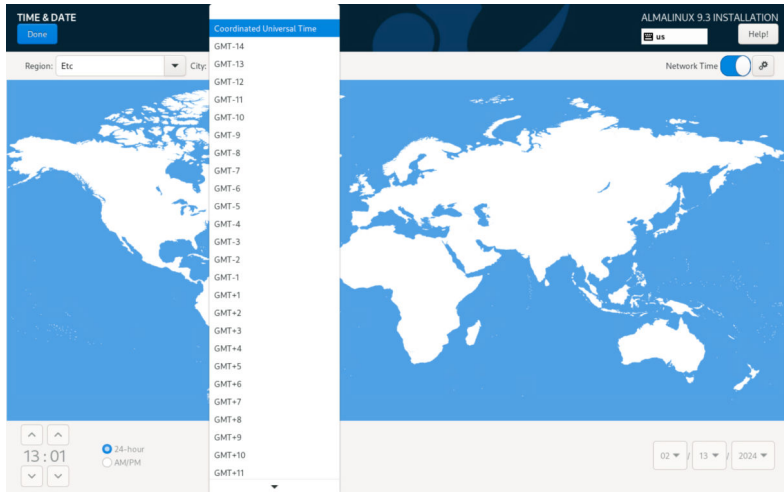 TIME & DATE
Done
ALMALINUX 9.3 INSTALLATION
us
Help!
Region: Etc
City:
Network Time
Coordinated Universal Time
GMT-14
GMT-13
GMT-12
GMT-11
GMT-10
GMT-9
GMT-8
GMT-7
GMT-6
GMT-5
GMT-4
GMT-3
GMT-2
GMT-1
GMT+1
GMT+2
GMT+3
GMT+4
GMT+5
GMT+6
GMT+7
GMT+8
GMT+9
GMT+10
GMT+11
13:01
24-hour
AM/PM
02 / 13 / 2024